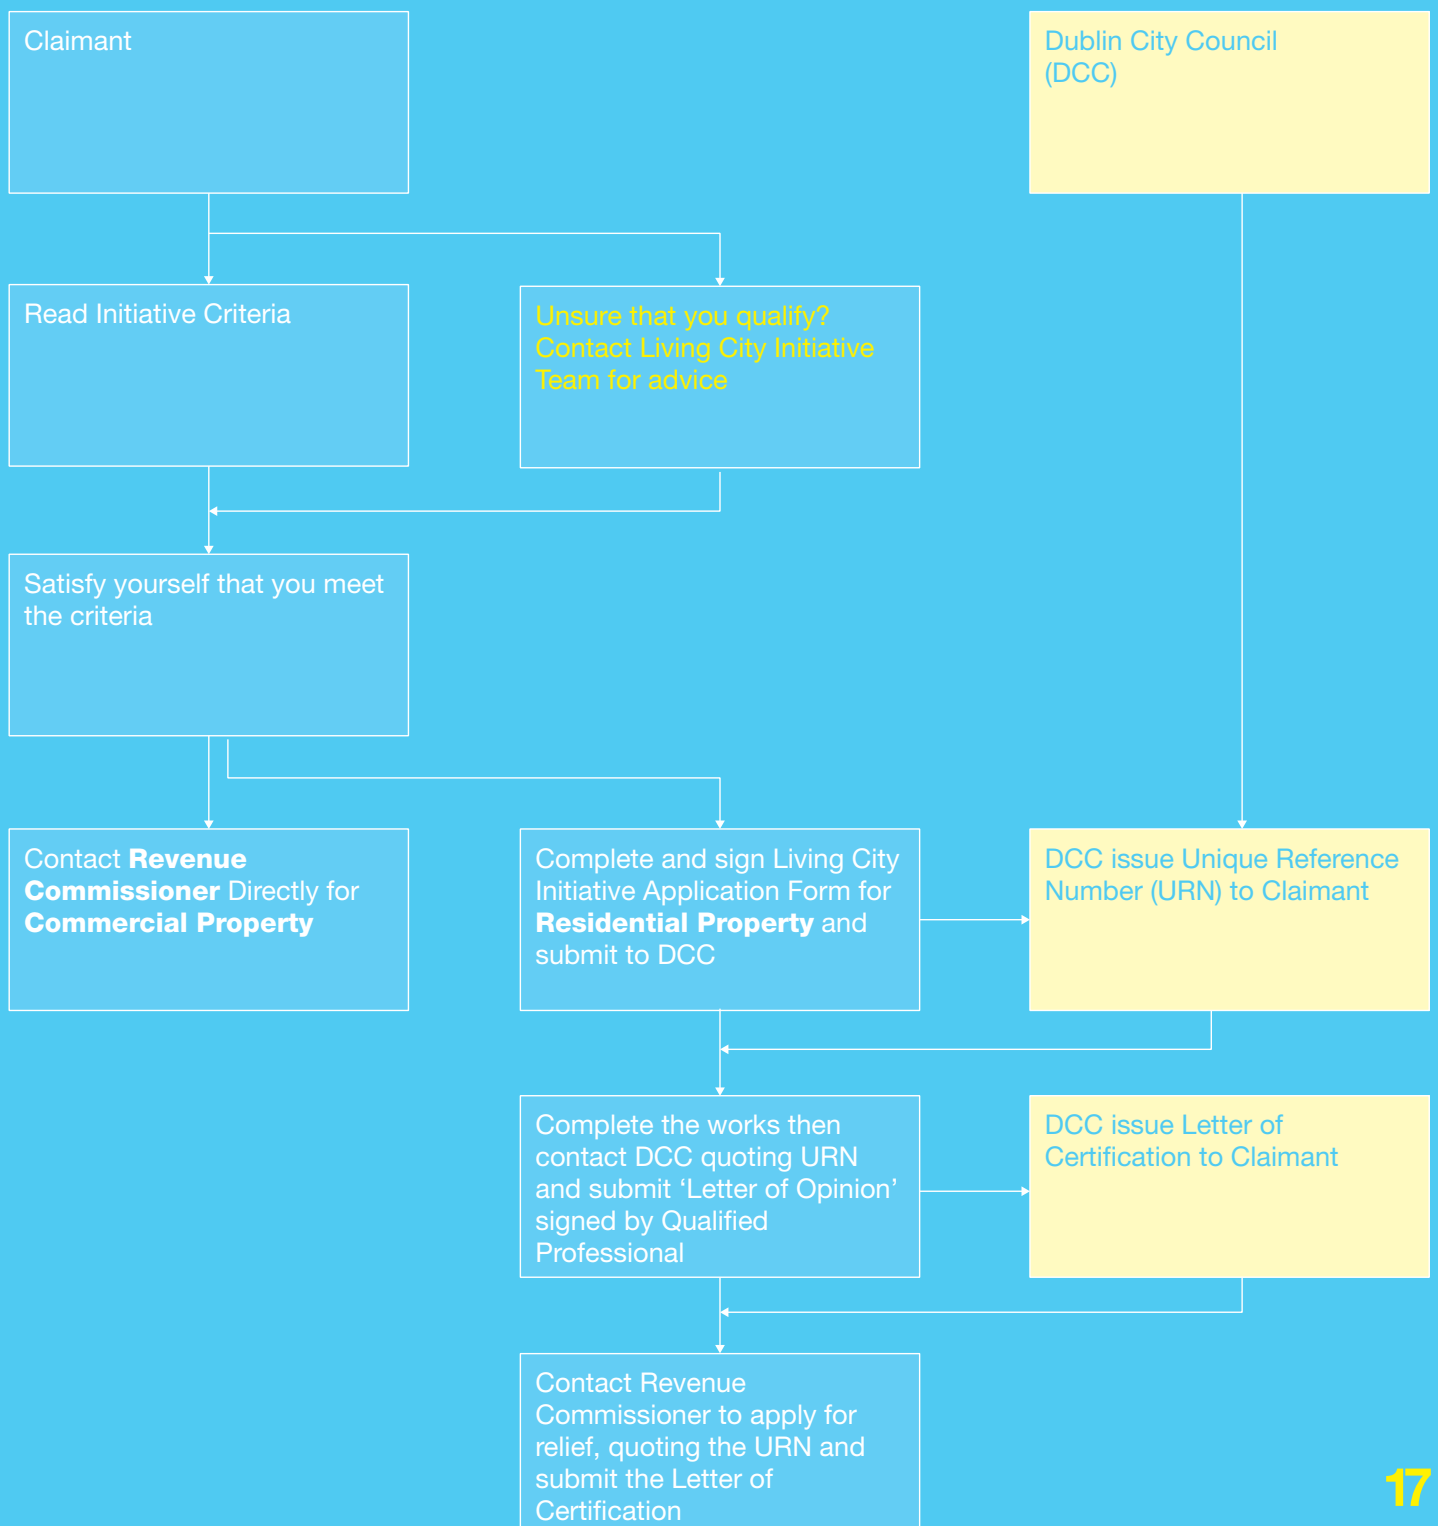 Claimant
Dublin City Council
(DCC)
Read Initiative Criteria
Unsure that you qualify?
Contact Living City Initiative
Team for advice
Satisfy yourself that you meet
the criteria
Contact Revenue
Commissioner Directly for
Commercial Property
Complete and sign Living City
Initiative Application Form for
Residential Property and
submit to DCC
DCC issue Unique Reference
Number (URN) to Claimant
Complete the works then
contact DCC quoting URN
and submit ‘Letter of Opinion’
signed by Qualified
Professional
DCC issue Letter of
Certification to Claimant
Contact Revenue
Commissioner to apply for
relief, quoting the URN and
submit the Letter of
Certification
17